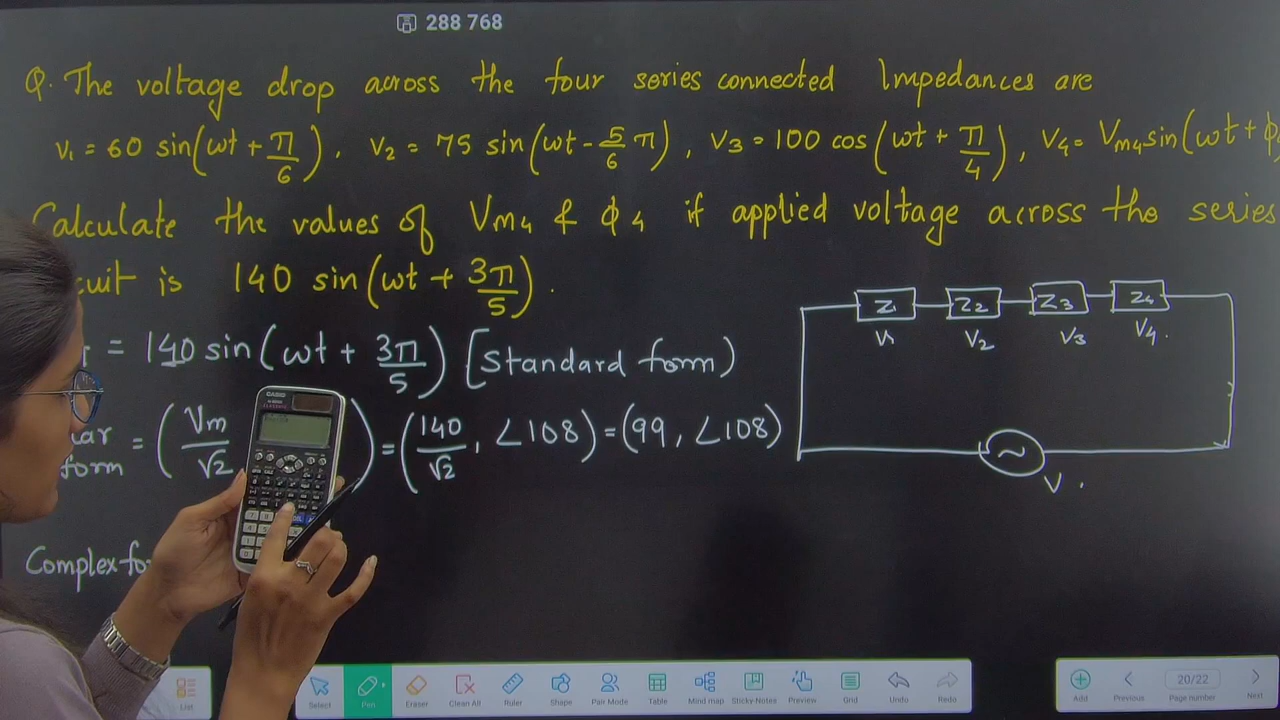 288 768
Q. The voltage drop across the four series connected Impedances are
V₁ = 60 sin(ωt + π/6), V₂ = 75 sin(ωt - 5/6 π), V₃ = 100 cos(ωt + π/4), V₄ = Vm₄ sin(ωt + ϕ
Calculate the values of Vm₄ & ϕ₄ if applied voltage across the series
cuit is 140 sin(ωt + 3π/5).
= 140 sin(ωt + 3π/5) [Standard form)
form = (Vm/√2 ) = (140/√2, ∠108) = (99, ∠108)
Complex fo
Z₁ Z₂ Z₃ Z₄
V₁ V₂ V₃ V₄.
~
V.
CASIO
List
Select Pen Eraser Clean All Ruler Shape Pair Mode Table Mind map Sticky-Notes Preview Grid Undo Redo
20/22
Add Previous Page number Next